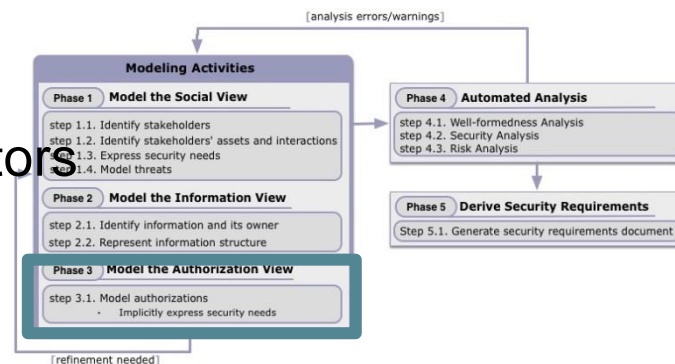 [analysis errors/warnings]
Modeling Activities
Phase 1 Model the Social View
step 1.1. Identify stakeholders
step 1.2. Identify stakeholders' assets and interactions
step 1.3. Express security needs
step 1.4. Model threats
tors
Phase 2 Model the Information View
step 2.1. Identify information and its owner
step 2.2. Represent information structure
Phase 3 Model the Authorization View
step 3.1. Model authorizations
· Implicitly express security needs
[refinement needed]
Phase 4 Automated Analysis
step 4.1. Well-formedness Analysis
step 4.2. Security Analysis
step 4.3. Risk Analysis
Phase 5 Derive Security Requirements
Step 5.1. Generate security requirements document